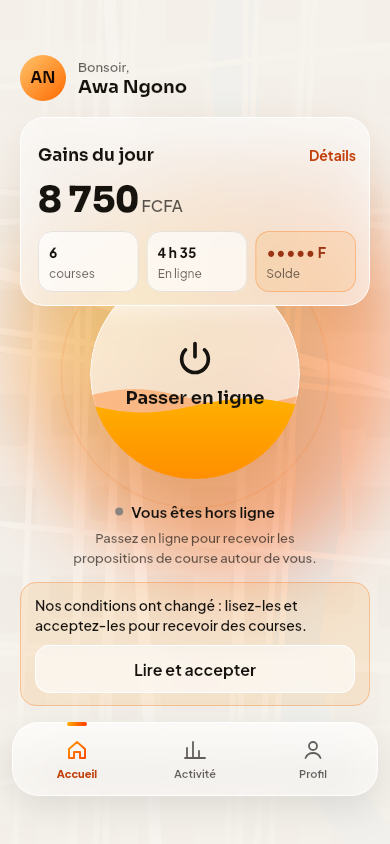 AN
Bonsoir,
Awa Ngono
Gains du jour
Détails
8 750 FCFA
6
courses
4 h 35
En ligne
●●●●● F
Solde
Passer en ligne
Vous êtes hors ligne
Passez en ligne pour recevoir les
propositions de course autour de vous.
Nos conditions ont changé : lisez-les et
acceptez-les pour recevoir des courses.
Lire et accepter
Accueil
Activité
Profil